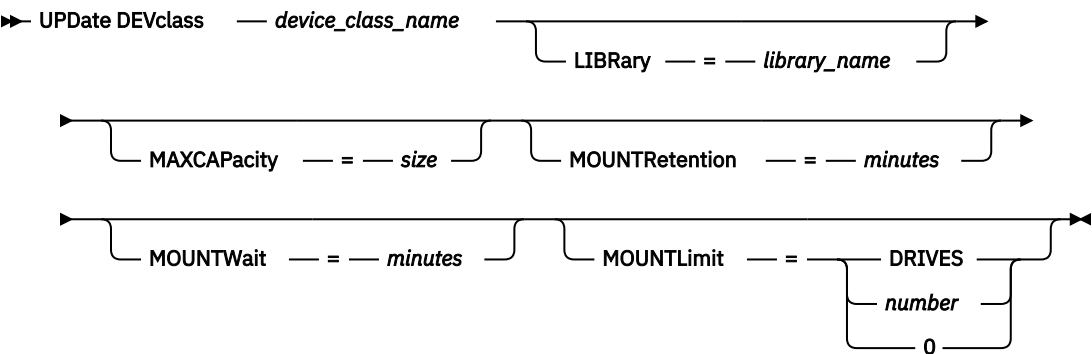 UPDate DEVclass device_class_name
LIBRary = library_name
MAXCAPacity = size MOUNTRetention = minutes
MOUNTWait = minutes MOUNTLimit = DRIVES
number
0